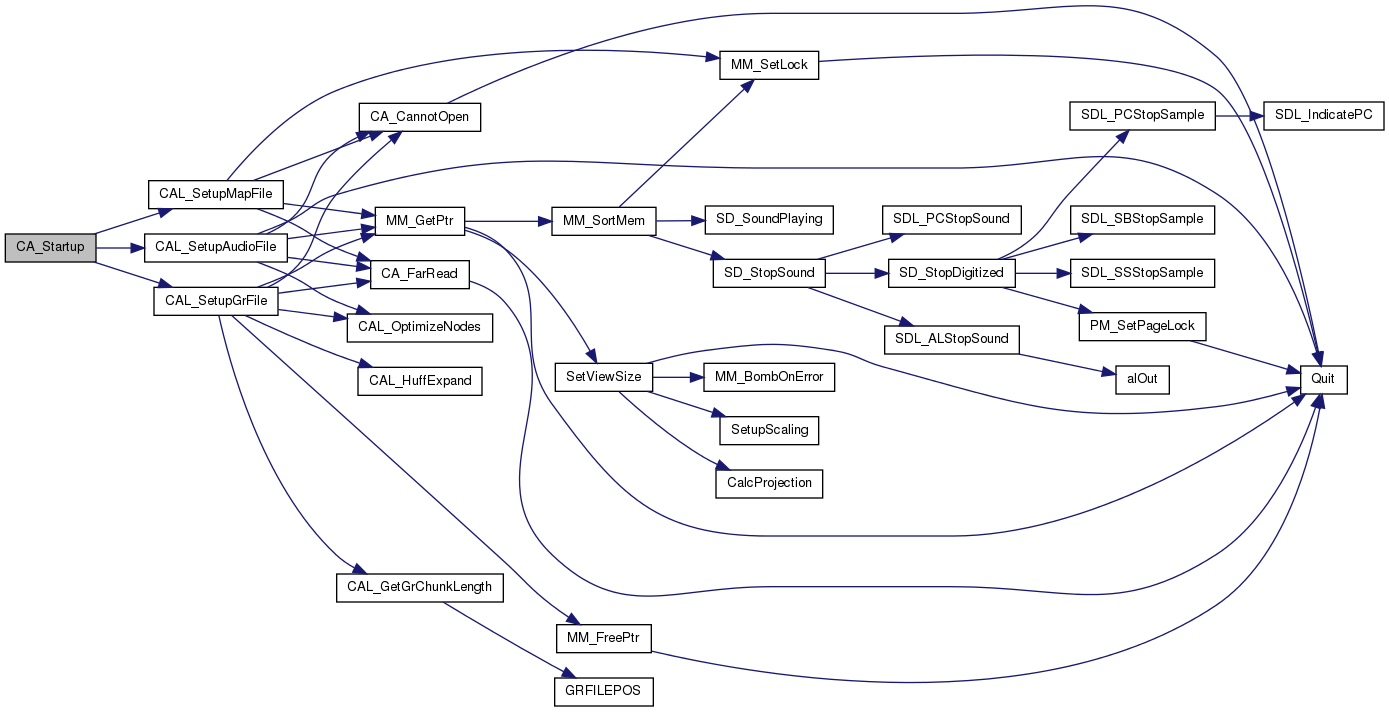 CA_Startup
CAL_SetupMapFile
CAL_SetupAudioFile
CAL_SetupGrFile
CA_CannotOpen
MM_GetPtr
CA_FarRead
CAL_OptimizeNodes
CAL_HuffExpand
CAL_GetGrChunkLength
MM_SortMem
SetViewSize
MM_FreePtr
GRFILEPOS
MM_SetLock
SD_SoundPlaying
SD_StopSound
MM_BombOnError
SetupScaling
CalcProjection
SDL_PCStopSound
SD_StopDigitized
SDL_ALStopSound
SDL_PCStopSample
SDL_SBStopSample
SDL_SSStopSample
PM_SetPageLock
alOut
SDL_IndicatePC
Quit